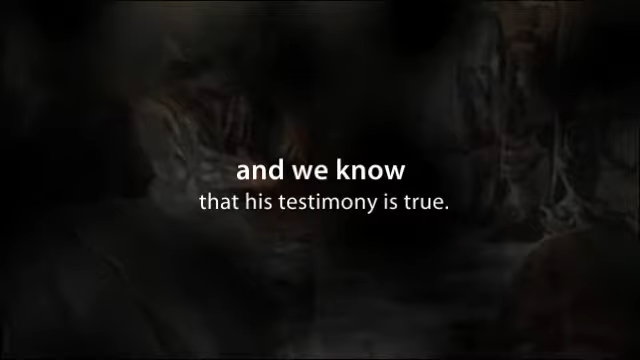 and we know
that his testimony is true.